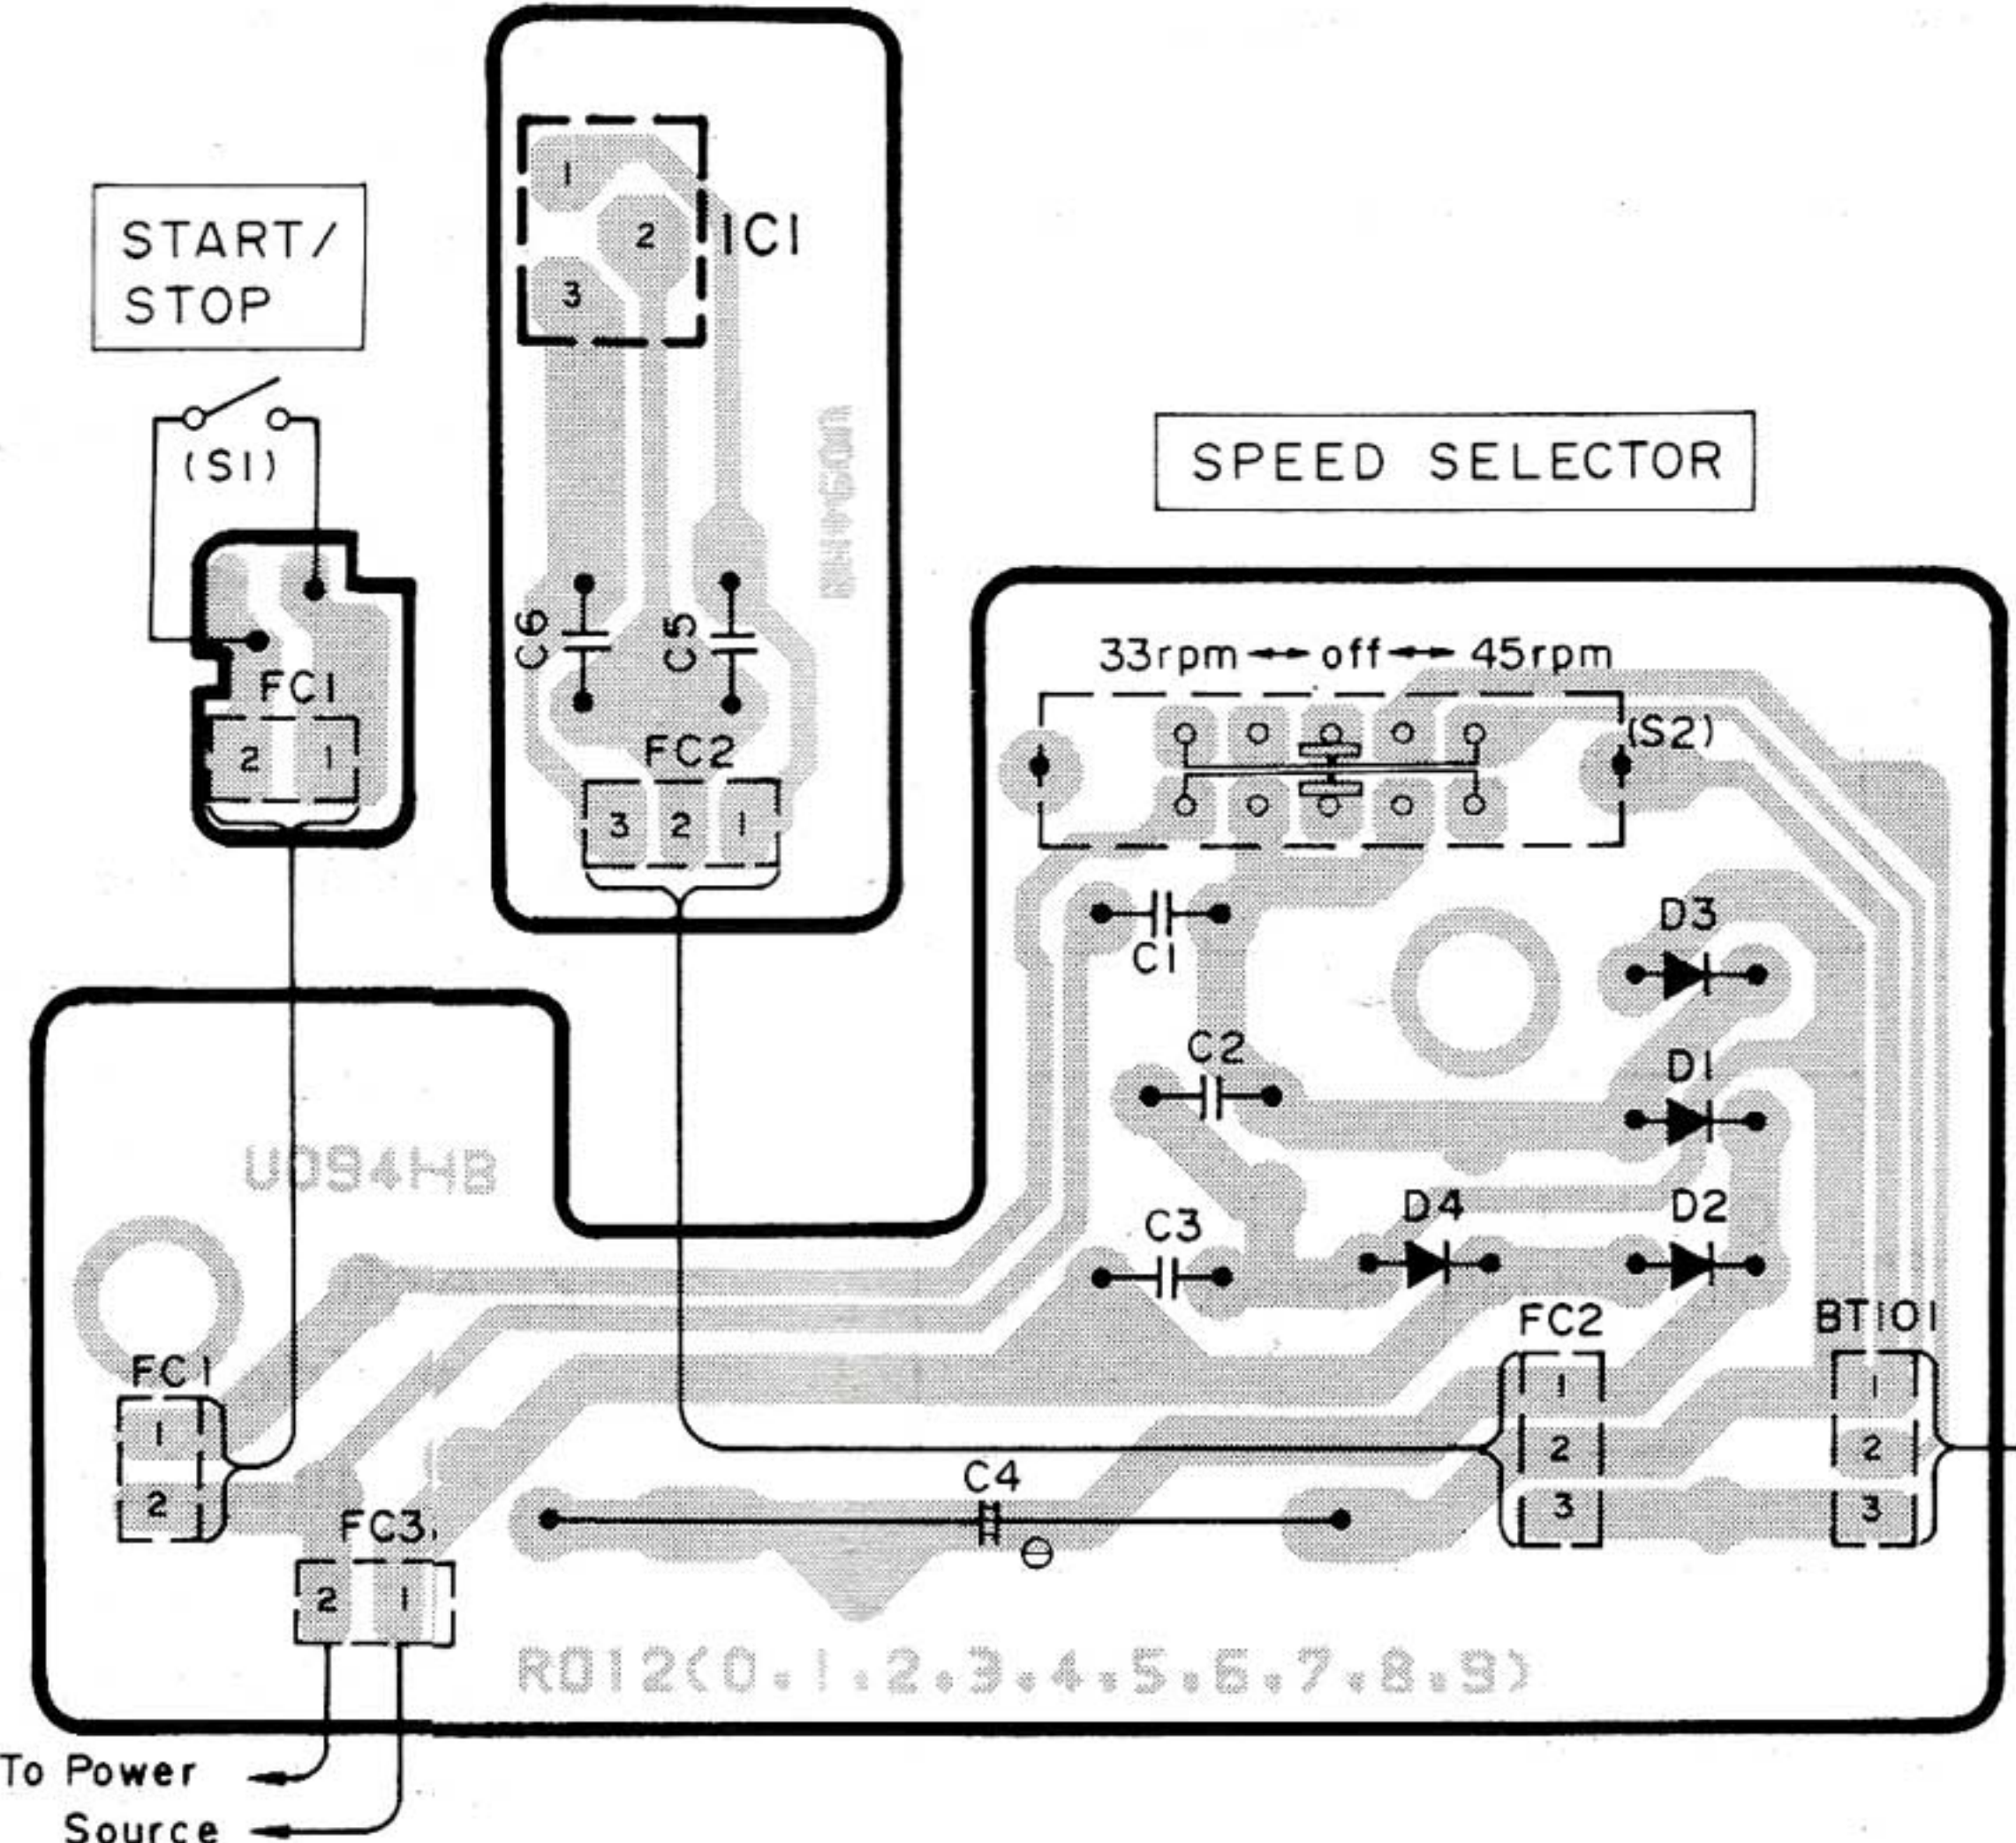 START/
STOP
(S1)
FC1
2 1
1
2
3
IC1
C6
C5
FC2
3 2 1
SPEED SELECTOR
33rpm ↔ off ↔ 45rpm
(S2)
C1
D3
C2
D1
C3
D4
D2
U094HB
FC1
1
2
FC3
2 1
C4
⊖
FC2
1
2
3
BT101
1
2
3
R012(0.1.2.3.4.5.6.7.8.9)
To Power
Source